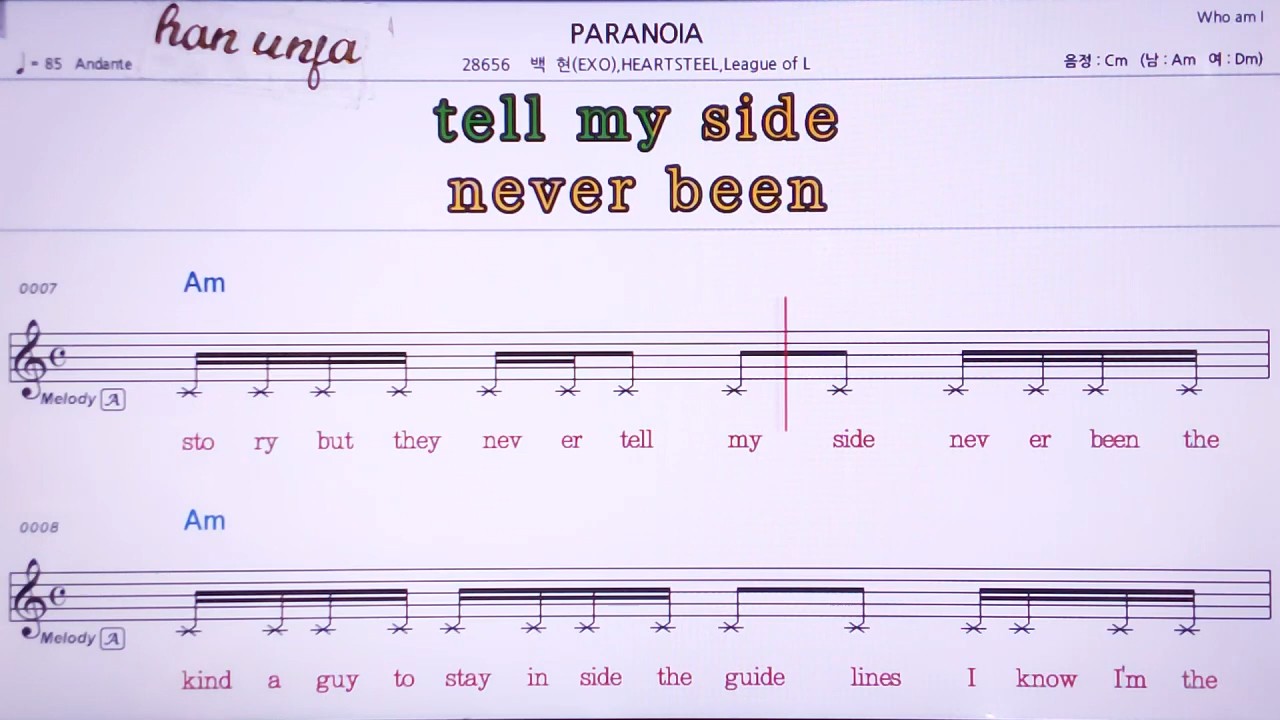 han unfa
Who am I
PARANOIA
♩= 85 Andante
28656 백 현(EXO),HEARTSTEEL,League of L
음정 : Cm (남 : Am 여 : Dm)
tell my side
never been
0007 Am
Melody A
sto ry but they nev er tell my side nev er been the
0008 Am
Melody A
kind a guy to stay in side the guide lines I know I'm the